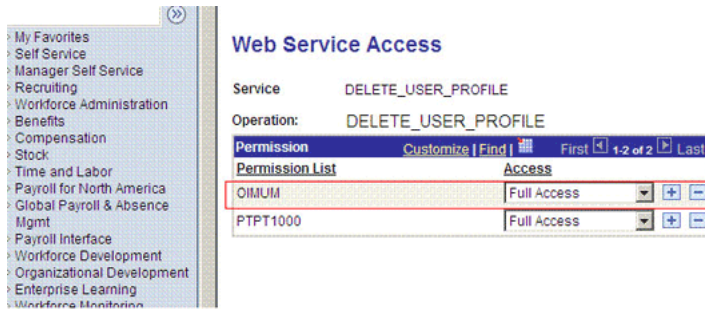 My Favorites
Self Service
Manager Self Service
Recruiting
Workforce Administration
Benefits
Compensation
Stock
Time and Labor
Payroll for North America
Global Payroll & Absence
Mgmt
Payroll Interface
Workforce Development
Organizational Development
Enterprise Learning
Workforce Monitoring
Web Service Access
Service DELETE_USER_PROFILE
Operation: DELETE_USER_PROFILE
Permission Customize | Find | First 1-2 of 2 Last
Permission List Access
OIMUM Full Access
PTPT1000 Full Access